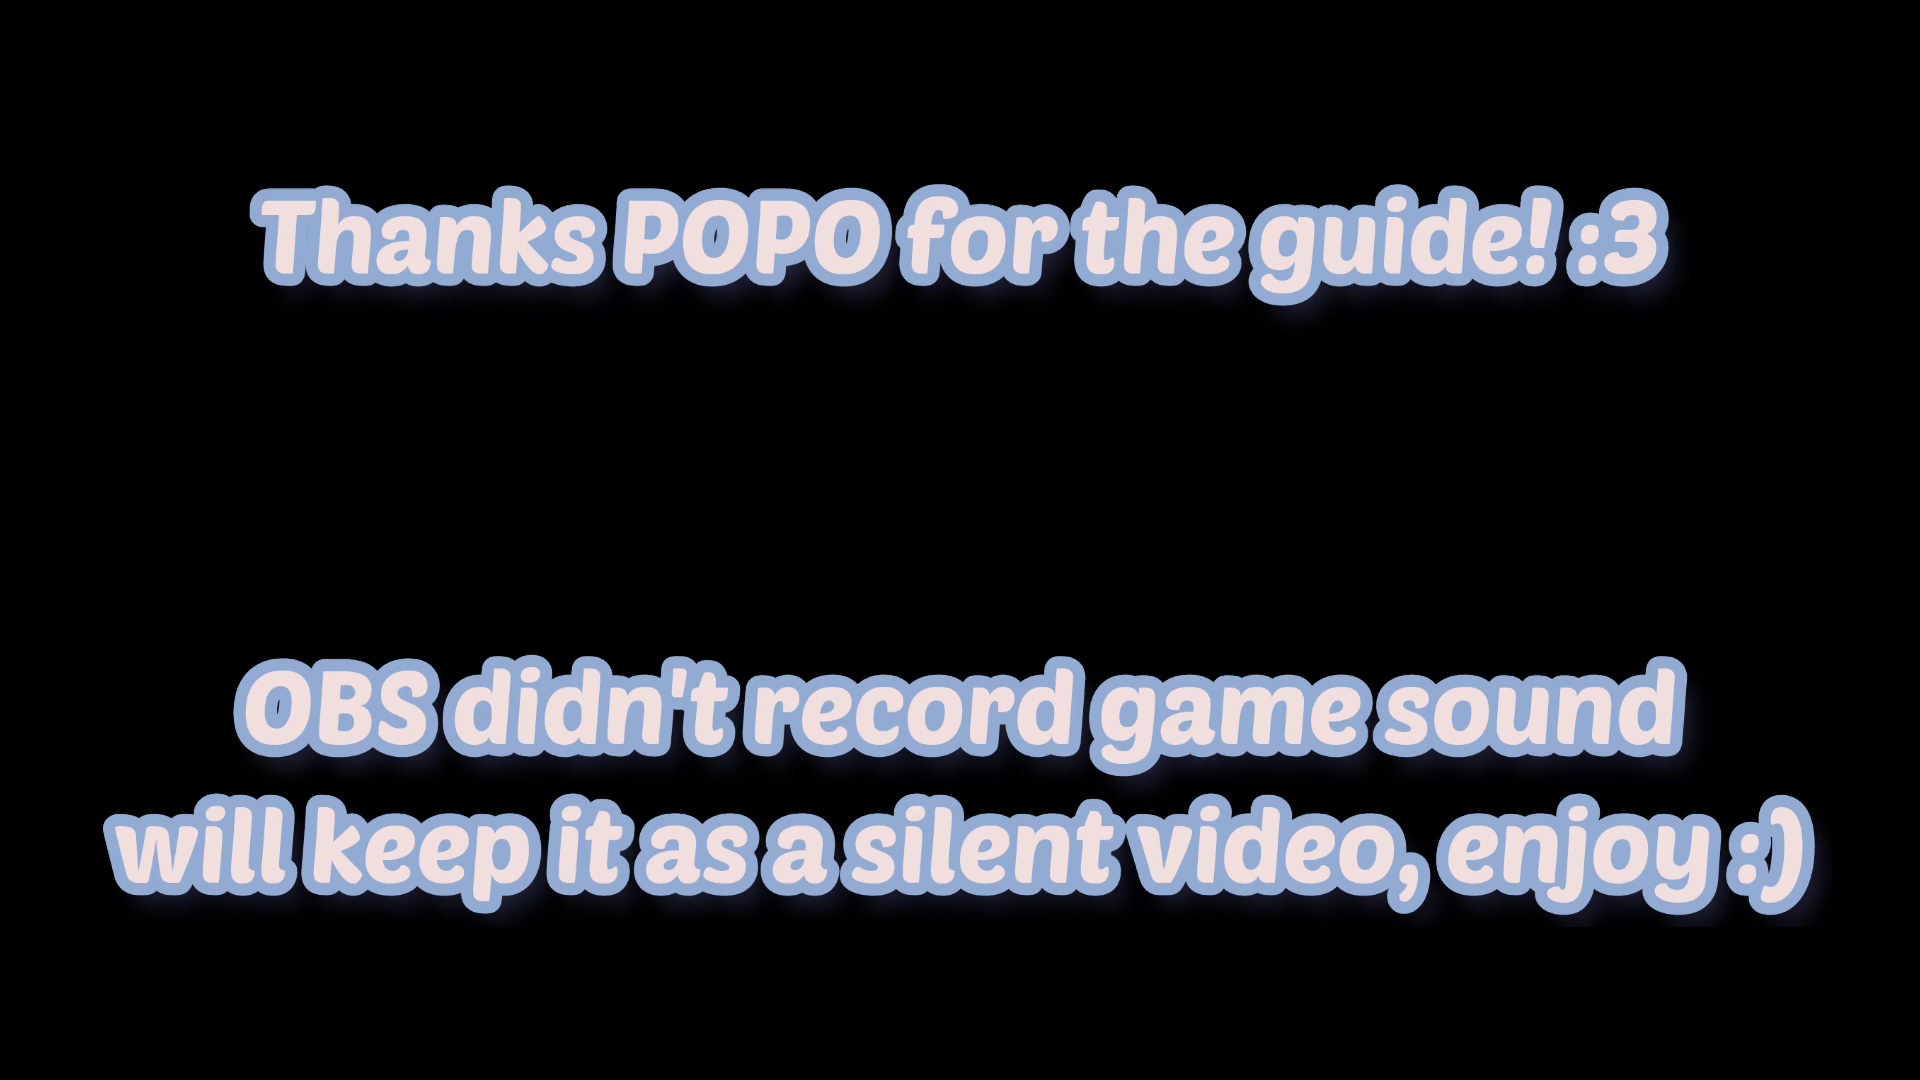 Thanks POPO for the guide! :3
OBS didn't record game sound
will keep it as a silent video, enjoy :)